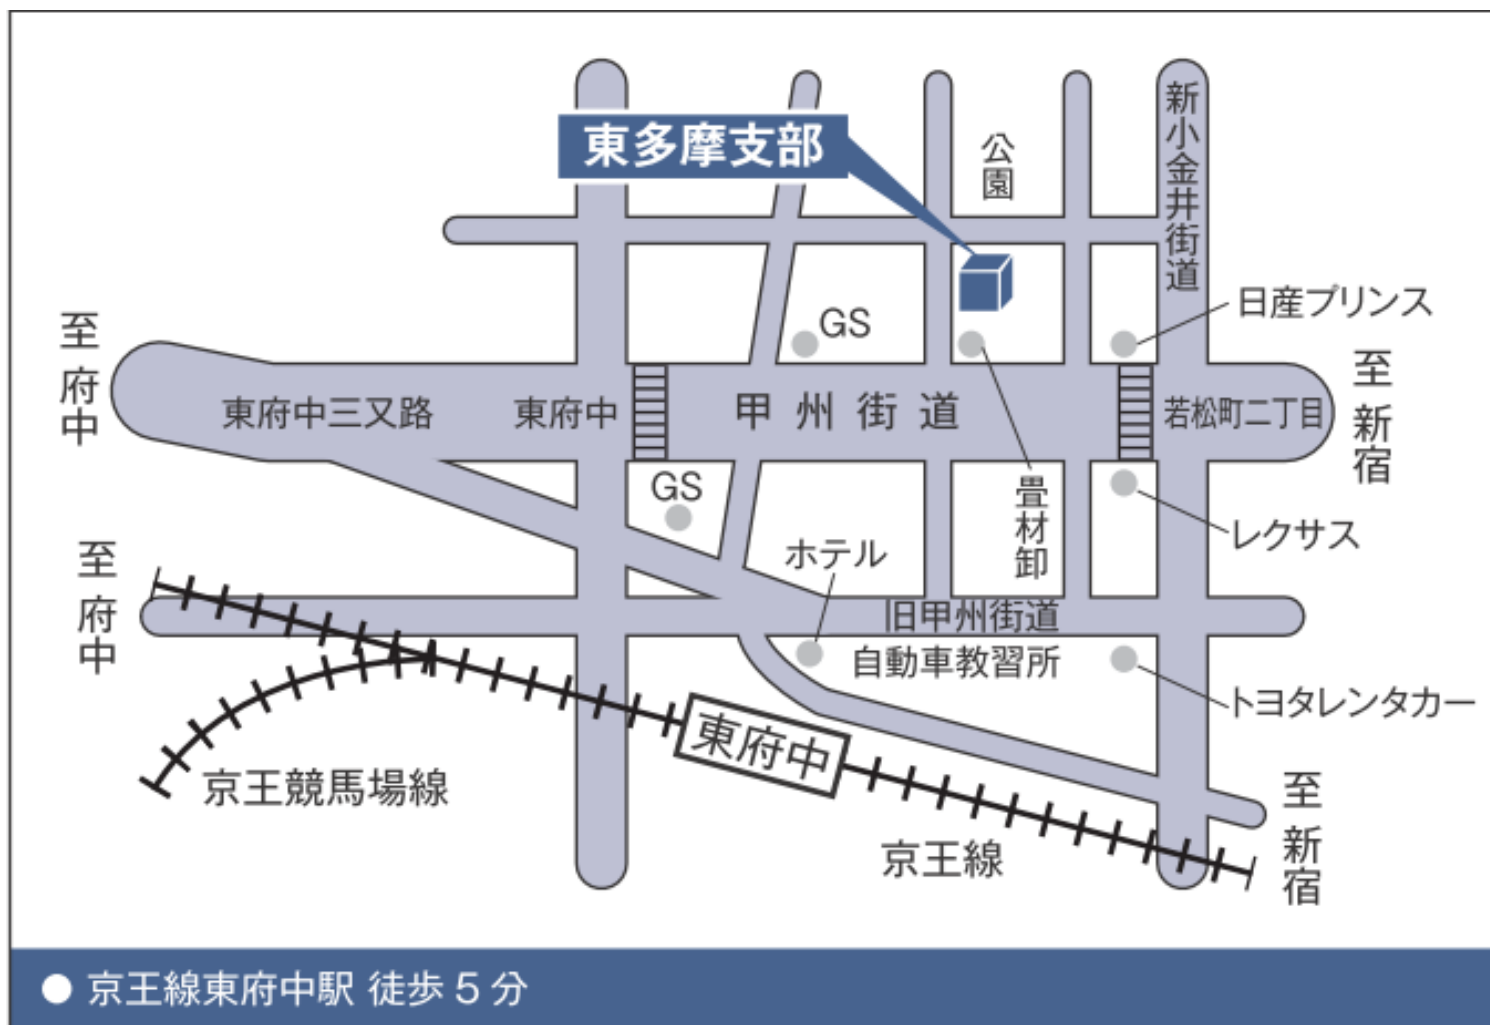 新小金井街道
東多摩支部
公園
日産プリンス
GS
至府中
至新宿
東府中三又路
東府中
甲州街道
若松町二丁目
GS
畳材卸
レクサス
ホテル
至府中
旧甲州街道
自動車教習所
トヨタレンタカー
東府中
京王競馬場線
京王線
至新宿
● 京王線東府中駅 徒歩 5 分